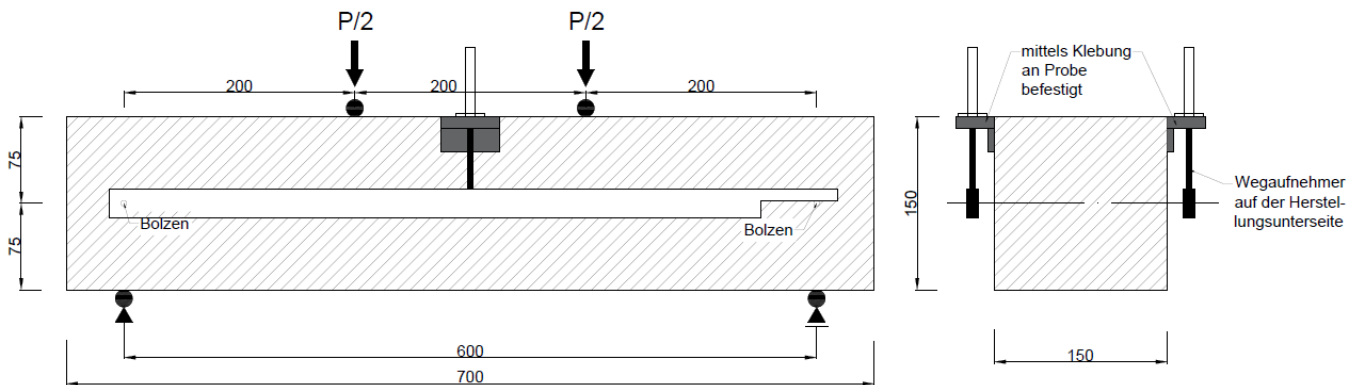 P/2
P/2
200
200
200
75
75
Bolzen
Bolzen
600
700
mittels Klebung
an Probe
befestigt
150
Wegaufnehmer
auf der Herstel-
lungsunterseite
150